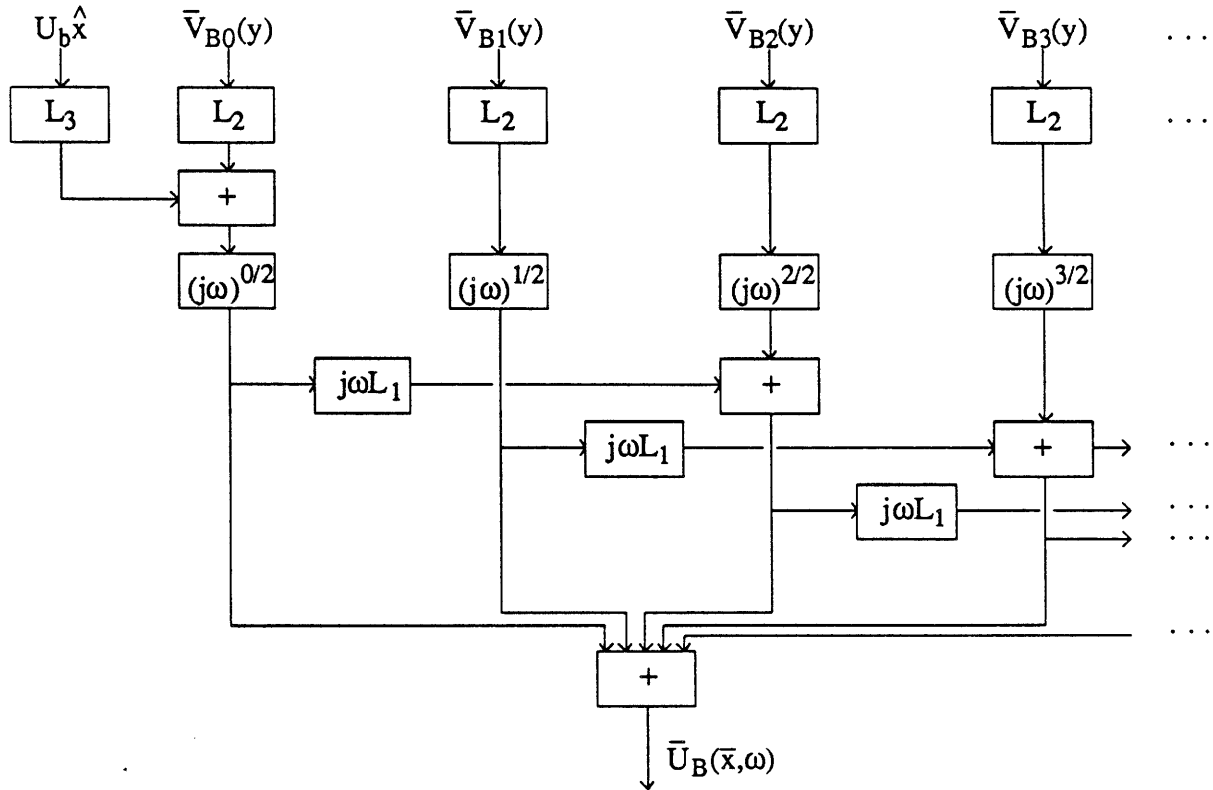 U_b x̂ V̄_B0(y) V̄_B1(y) V̄_B2(y) V̄_B3(y) . . .
L_3 L_2 L_2 L_2 L_2 . . .
+
(jω)^0/2 (jω)^1/2 (jω)^2/2 (jω)^3/2
jωL_1 +
jωL_1 + . . .
jωL_1 . . .
. . .
. . .
+
Ū_B(x̄,ω)